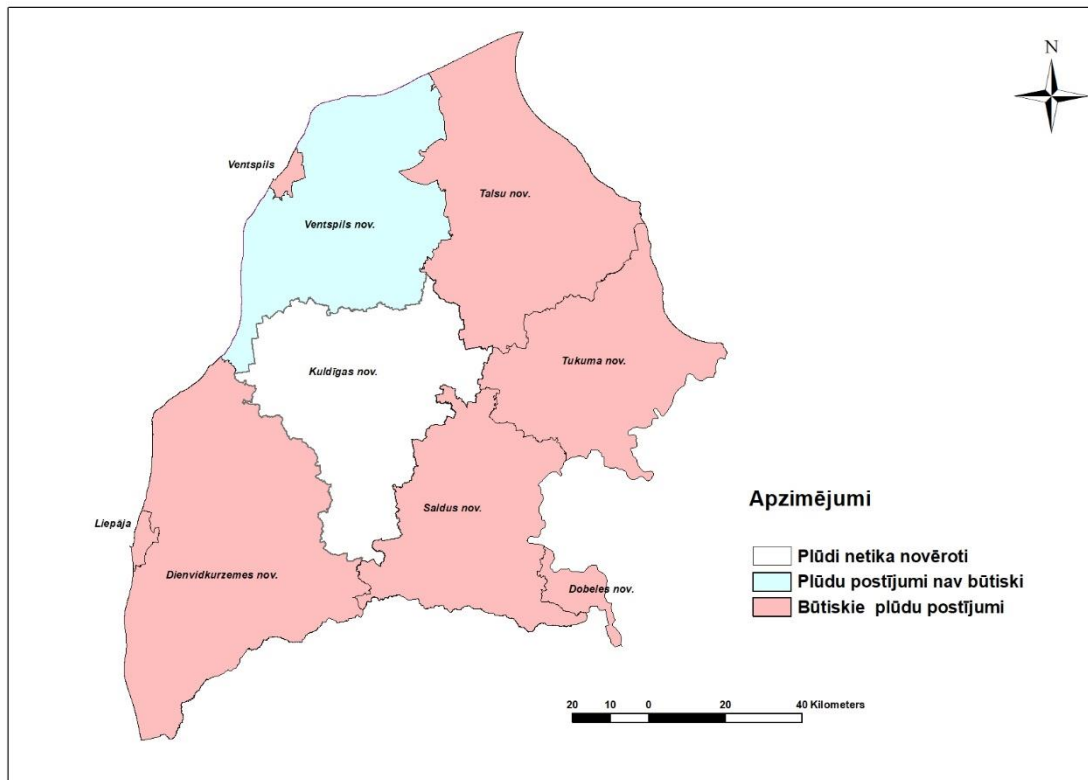 N
Ventspils
Talsu nov.
Ventspils nov.
Tukuma nov.
Kuldīgas nov.
Saldus nov.
Liepāja
Dienvidkurzemes nov.
Dobeles nov.
Apzīmējumi
Plūdi netika novēroti
Plūdu postījumi nav būtiski
Būtiskie plūdu postījumi
20 10 0 20 40 Kilometers